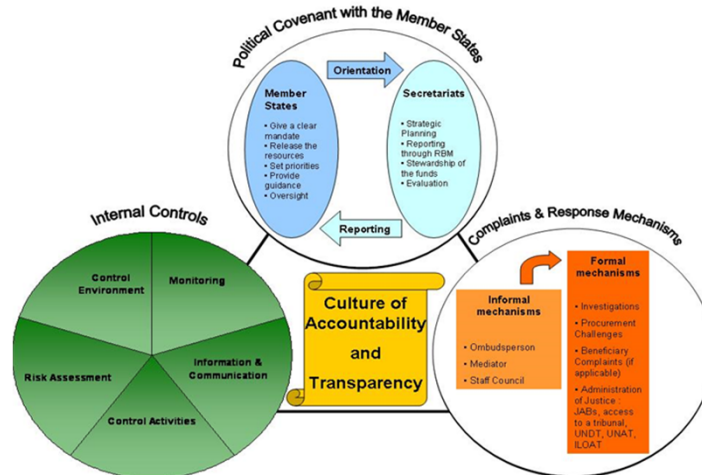 Political Covenant with the Member States
Orientation
Member
States
• Give a clear
mandate
• Release the
resources
• Set priorities
• Provide
guidance
• Oversight
Secretariats
• Strategic
Planning
• Reporting
through RBM
• Stewardship of
the funds
• Evaluation
Reporting
Internal Controls
Control
Environment
Monitoring
Risk Assessment
Information &
Communication
Control Activities
Culture of
Accountability
and
Transparency
Complaints & Response Mechanisms
Informal
mechanisms
• Ombudsperson
• Mediator
• Staff Council
Formal
mechanisms
• Investigations
• Procurement
Challenges
• Beneficiary
Complaints (if
applicable)
• Administration
of Justice :
JABs, access
to a tribunal,
UNDT, UNAT,
ILOAT